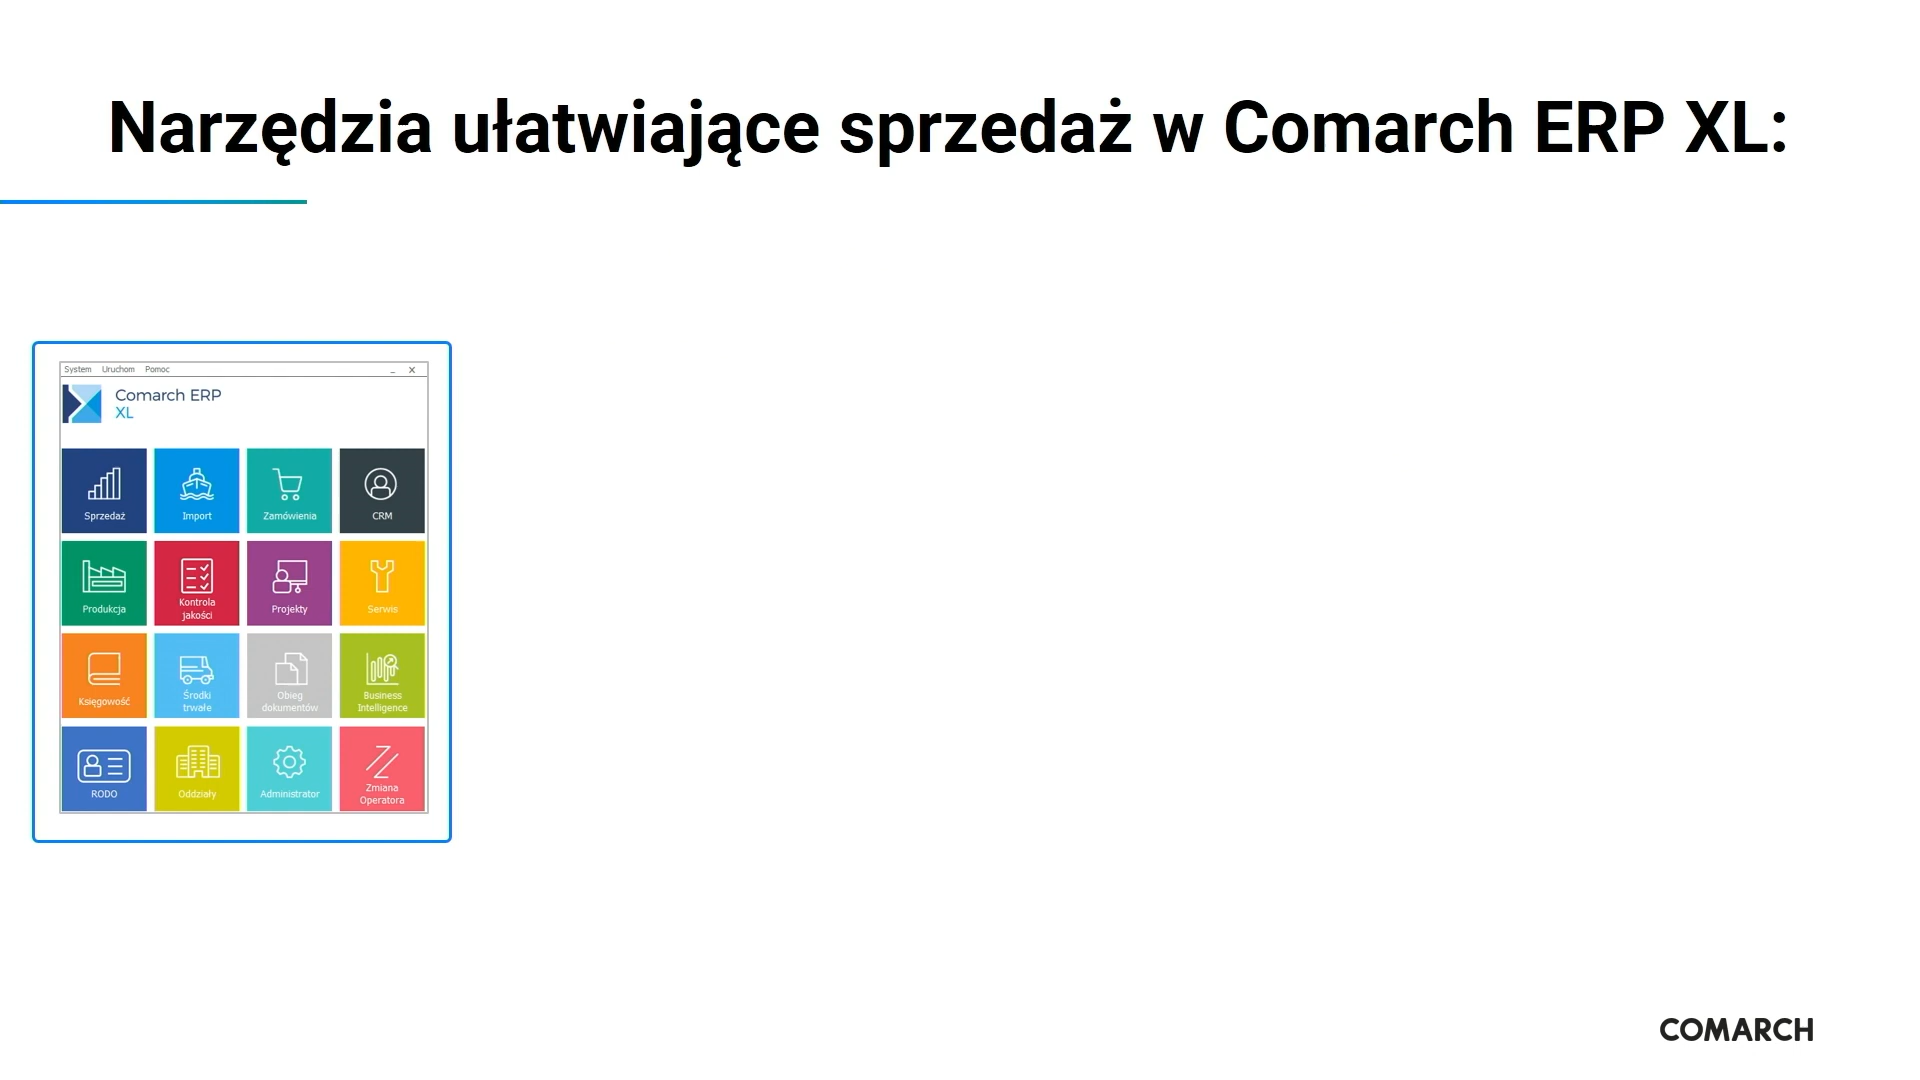 Narzędzia ułatwiające sprzedaż w Comarch ERP XL:
System Uruchom Pomoc
Comarch ERP
XL
Sprzedaż
Import
Zamówienia
CRM
Produkcja
Kontrola
jakości
Projekty
Serwis
Księgowość
Środki
trwałe
Obieg
dokumentów
Business
Intelligence
RODO
Oddziały
Administrator
Zmiana
Operatora
COMARCH